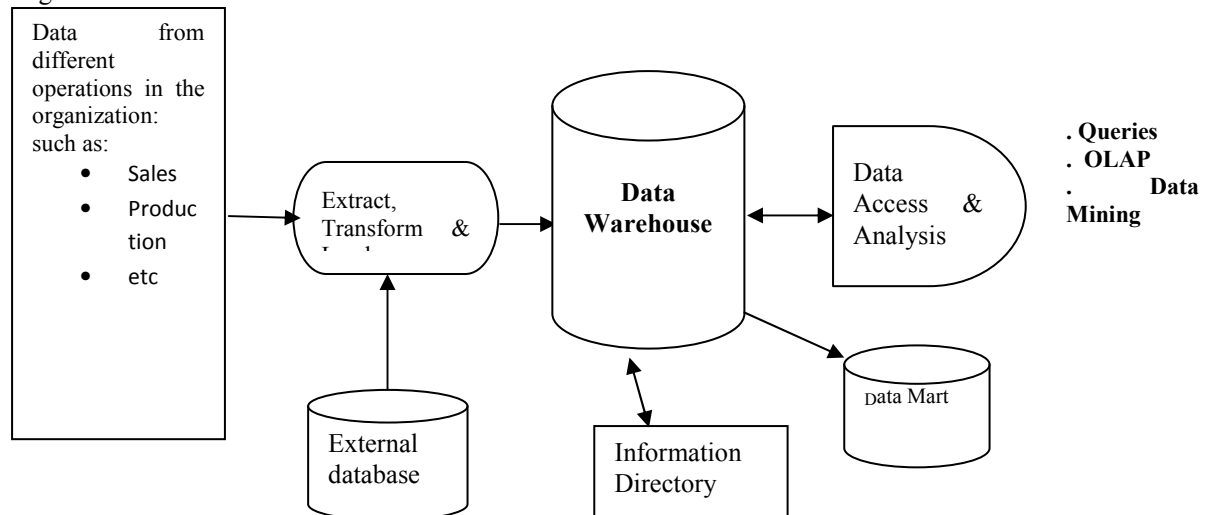 Data from
different
operations in the
organization:
such as:
• Sales
• Produc
tion
• etc
Extract,
Transform &
Data
Warehouse
Data
Access &
Analysis
. Queries
. OLAP
. Data
Mining
Data Mart
External
database
Information
Directory